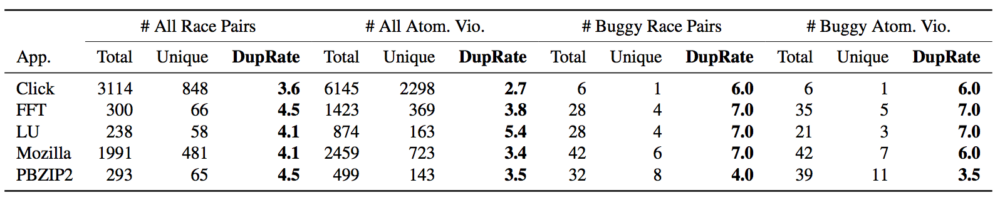 # All Race Pairs # All Atom. Vio. # Buggy Race Pairs # Buggy Atom. Vio.
App. Total Unique DupRate Total Unique DupRate Total Unique DupRate Total Unique DupRate
Click 3114 848 3.6 6145 2298 2.7 6 1 6.0 6 1 6.0
FFT 300 66 4.5 1423 369 3.8 28 4 7.0 35 5 7.0
LU 238 58 4.1 874 163 5.4 28 4 7.0 21 3 7.0
Mozilla 1991 481 4.1 2459 723 3.4 42 6 7.0 42 7 6.0
PBZIP2 293 65 4.5 499 143 3.5 32 8 4.0 39 11 3.5